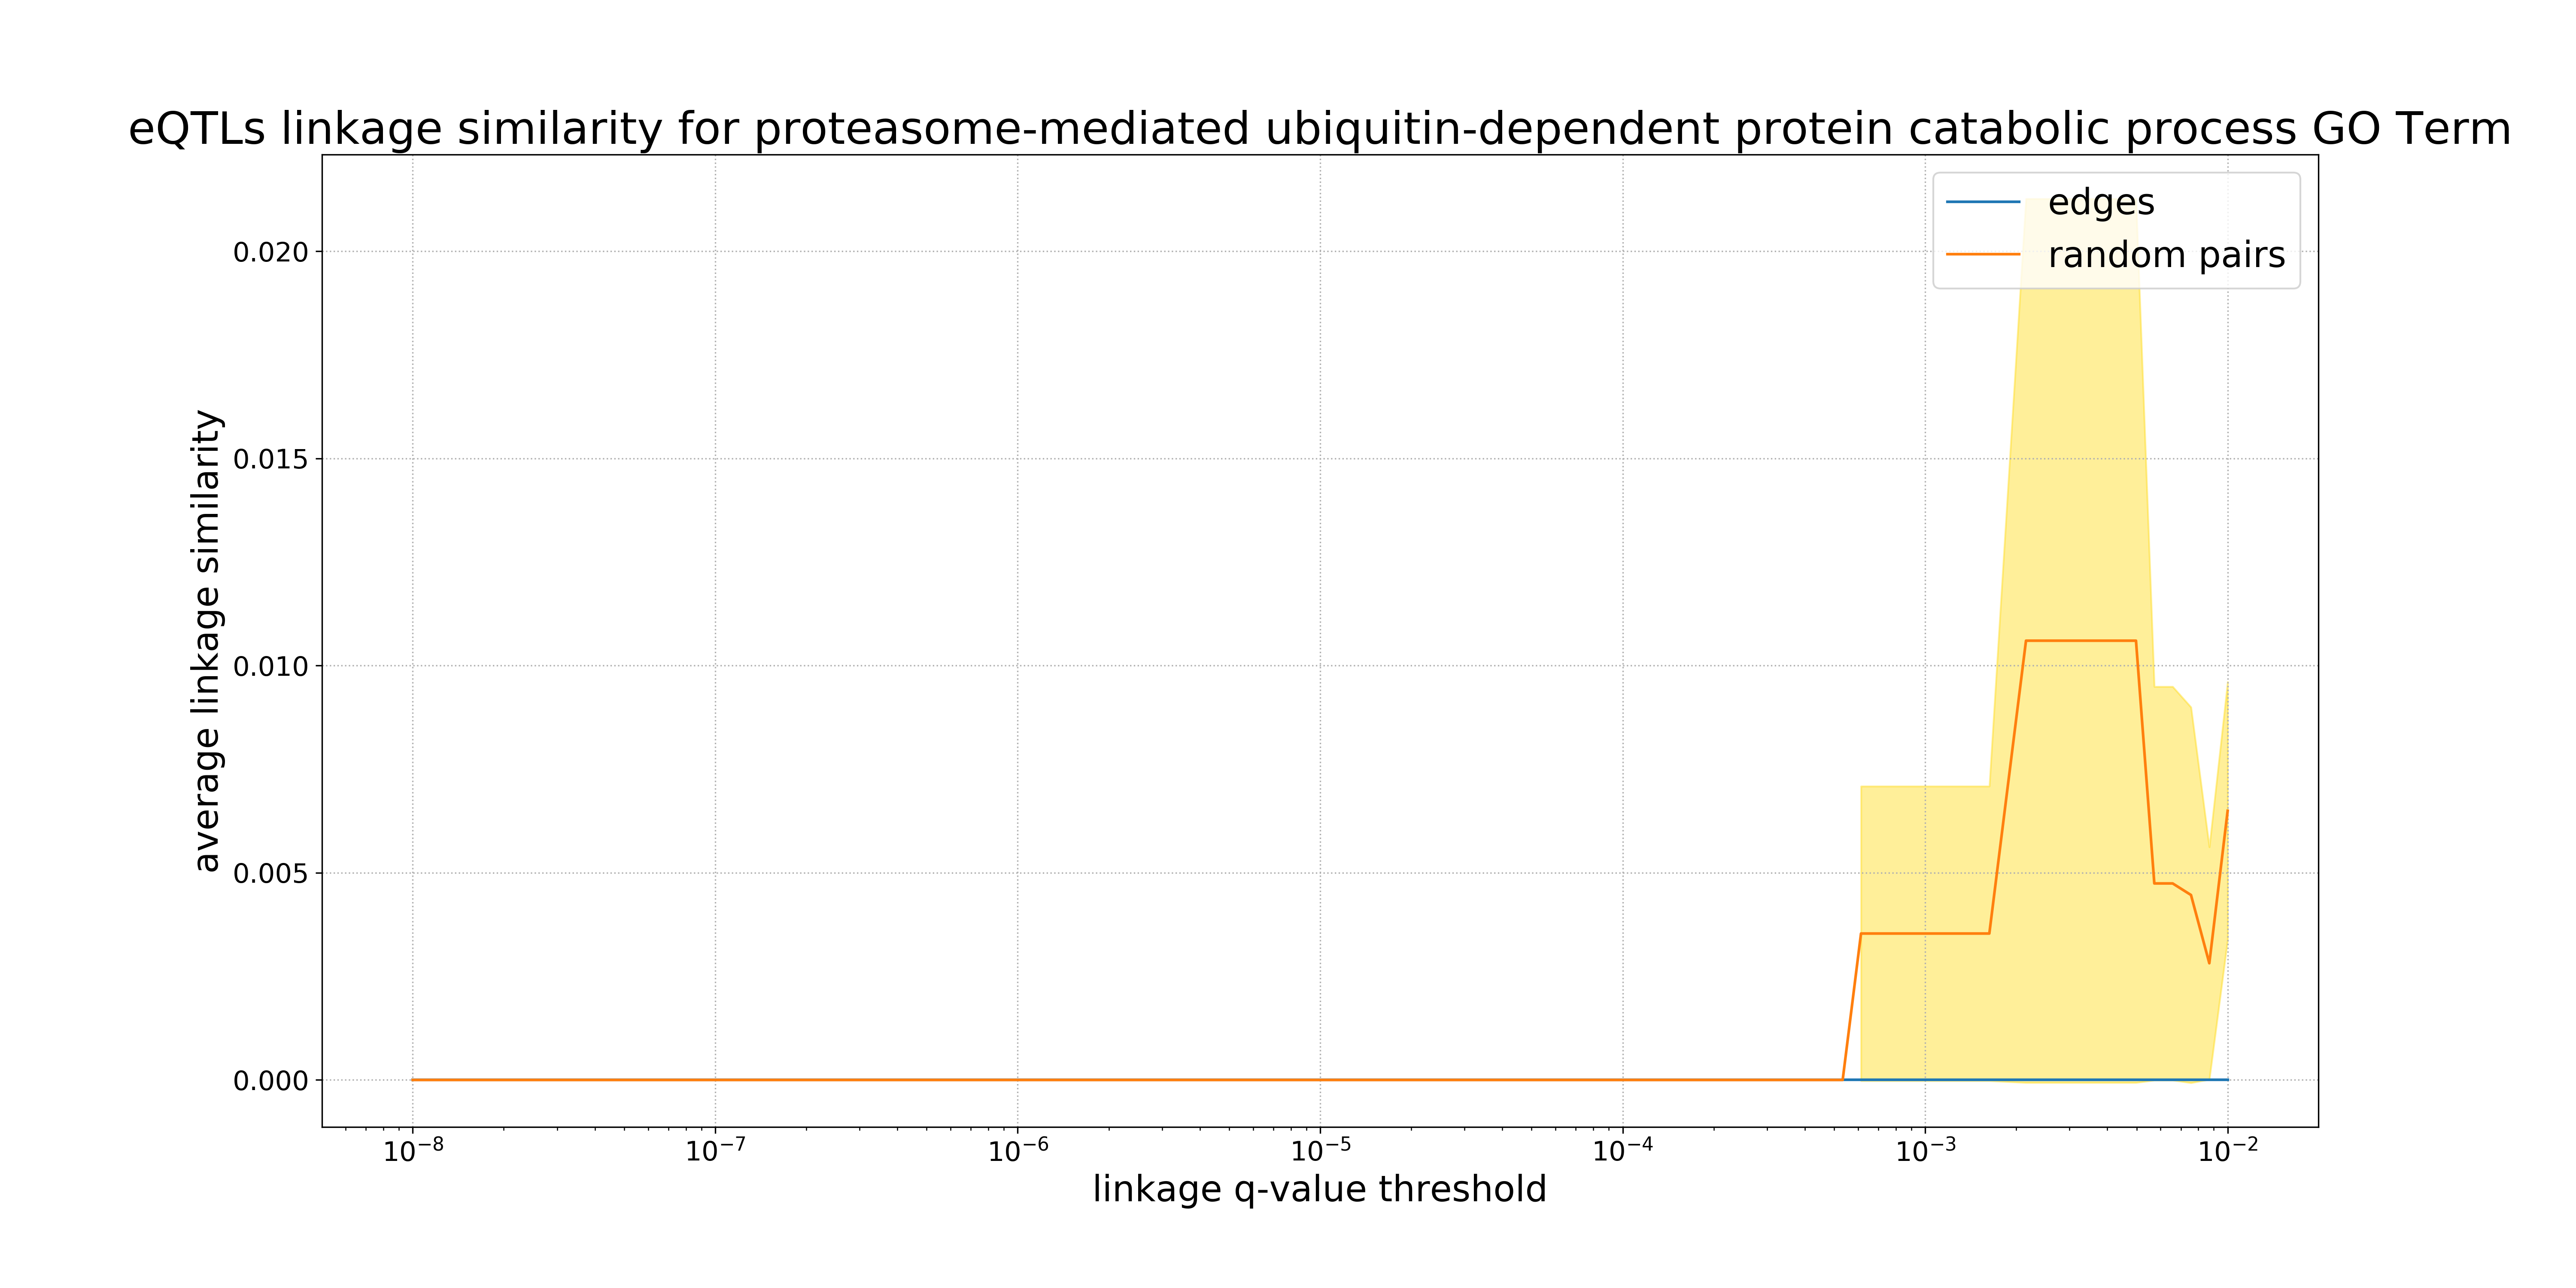 eQTLs linkage similarity for proteasome-mediated ubiquitin-dependent protein catabolic process GO Term
edges
random pairs
0.020
0.015
0.010
0.005
0.000
average linkage similarity
10⁻⁸ 10⁻⁷ 10⁻⁶ 10⁻⁵ 10⁻⁴ 10⁻³ 10⁻²
linkage q-value threshold